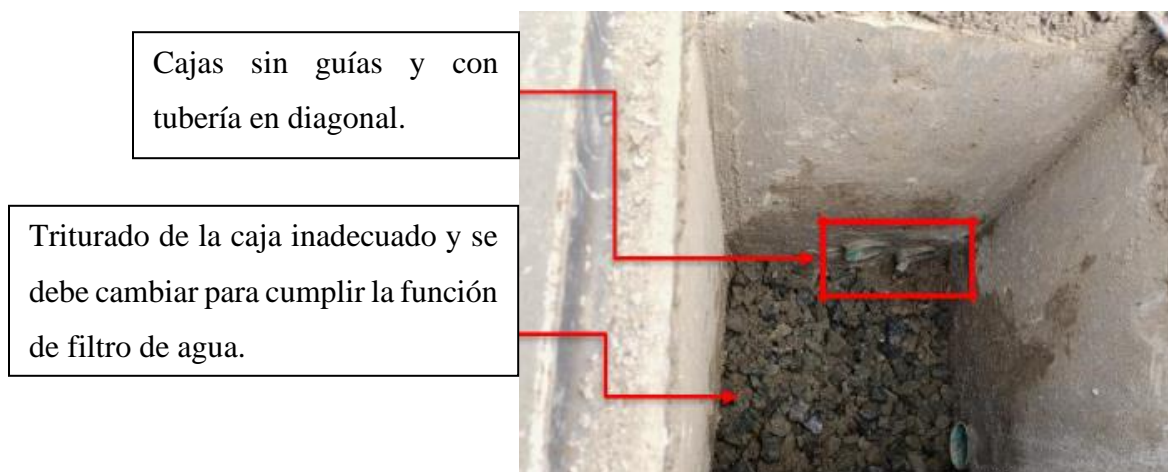 Cajas sin guías y con
tubería en diagonal.
Triturado de la caja inadecuado y se
debe cambiar para cumplir la función
de filtro de agua.